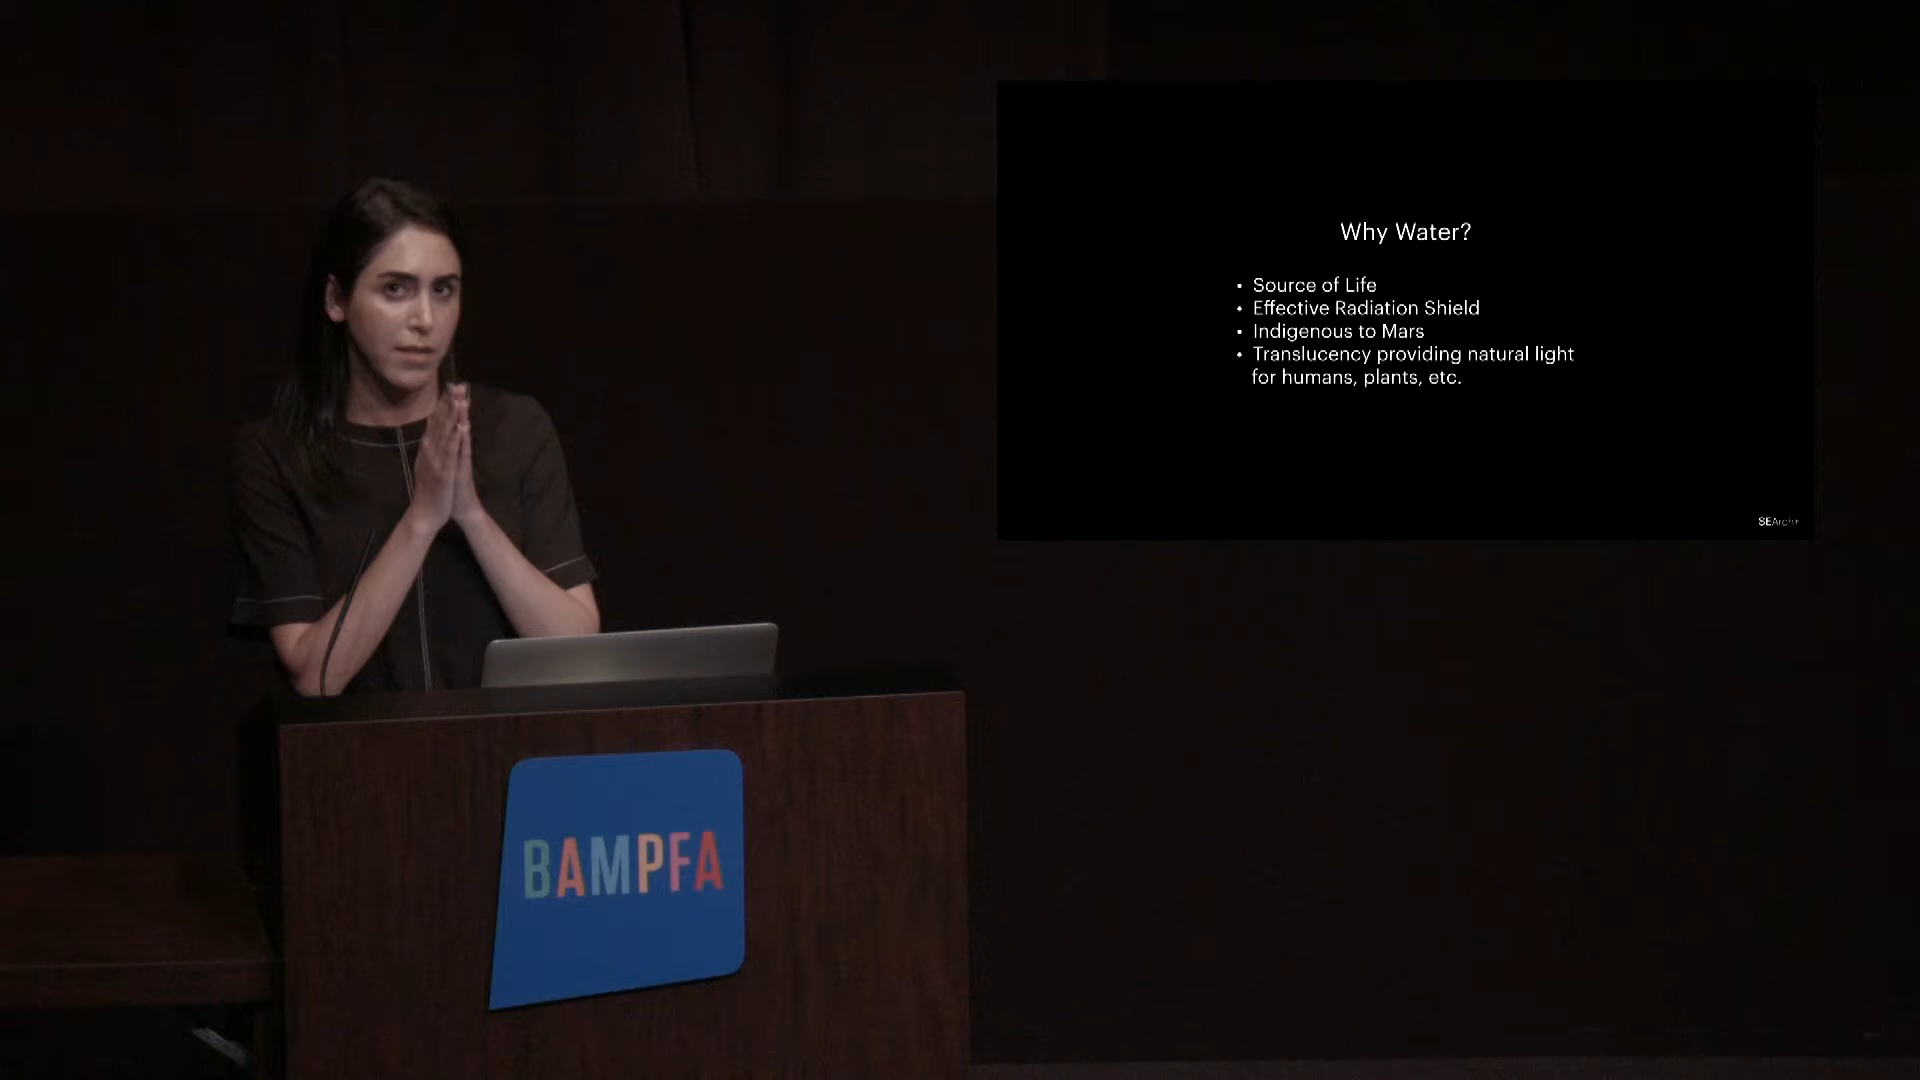 Why Water?
• Source of Life
• Effective Radiation Shield
• Indigenous to Mars
• Translucency providing natural light
for humans, plants, etc.
SEArch+
BAMPFA